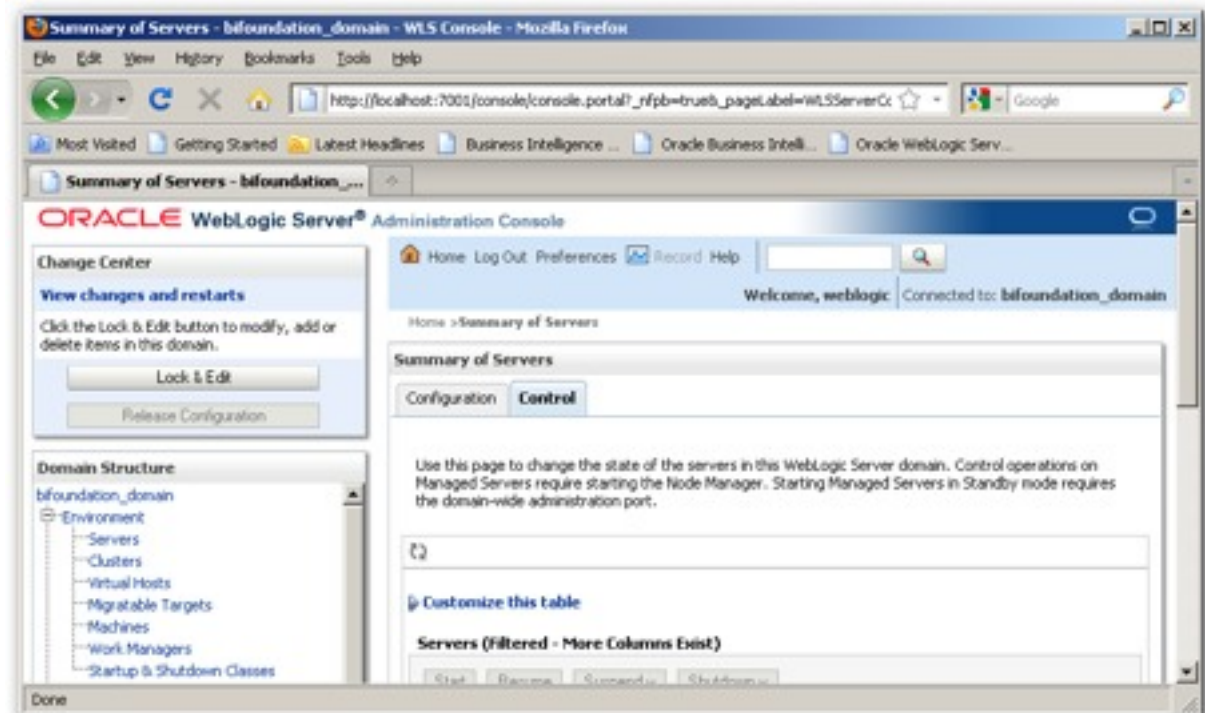 Summary of Servers - bifoundation_domain - WLS Console - Mozilla Firefox
File Edit View History Bookmarks Tools Help
http://localhost:7001/console/console.portal?_nfpb=true&_pageLabel=WLSServerCc
Google
Most Visited Getting Started Latest Headlines Business Intelligence ... Oracle Business Intelli... Oracle WebLogic Serv...
Summary of Servers - bifoundation_...
ORACLE WebLogic Server® Administration Console
Change Center
View changes and restarts
Click the Lock & Edit button to modify, add or
delete items in this domain.
Lock & Edit
Release Configuration
Domain Structure
bifoundation_domain
Environment
Servers
Clusters
Virtual Hosts
Migratable Targets
Machines
Work Managers
Startup & Shutdown Classes
Home Log Out Preferences Record Help
Welcome, weblogic Connected to: bifoundation_domain
Home >Summary of Servers
Summary of Servers
Configuration Control
Use this page to change the state of the servers in this WebLogic Server domain. Control operations on
Managed Servers require starting the Node Manager. Starting Managed Servers in Standby mode requires
the domain-wide administration port.
Customize this table
Servers (Filtered - More Columns Exist)
Start Resume Suspend Shutdown
Done